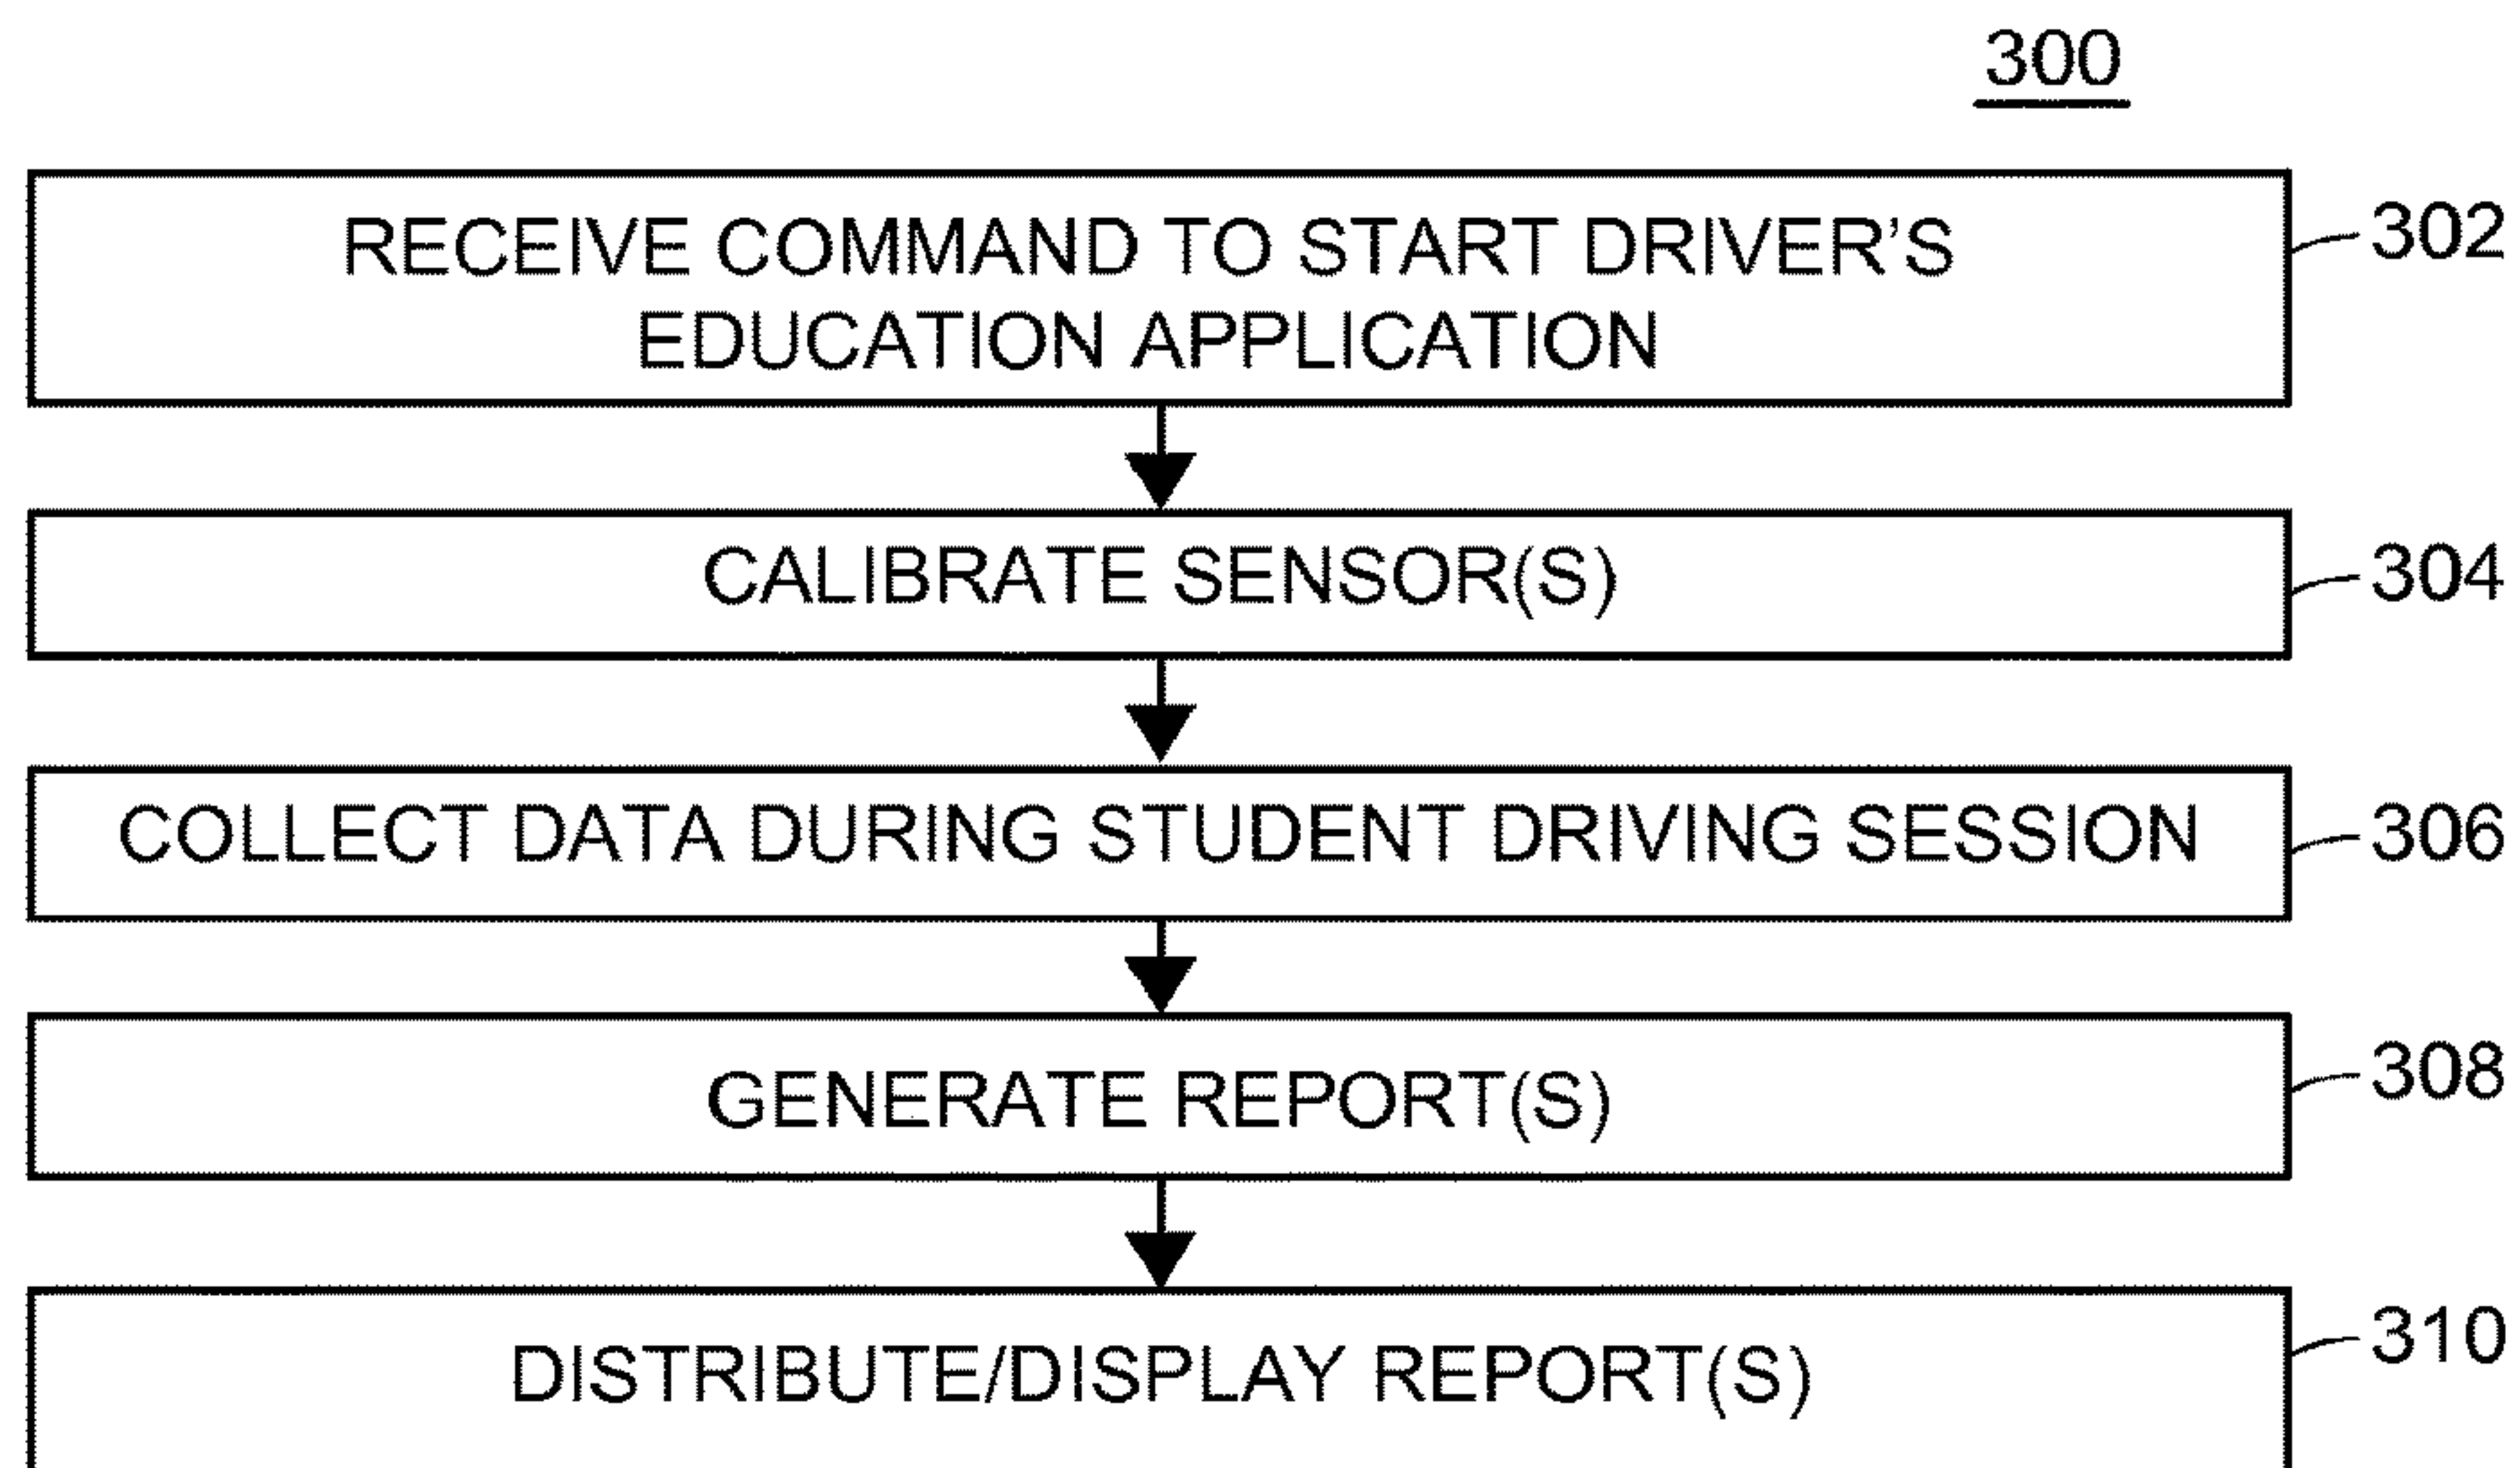 300
RECEIVE COMMAND TO START DRIVER'S
EDUCATION APPLICATION
302
CALIBRATE SENSOR(S)
304
COLLECT DATA DURING STUDENT DRIVING SESSION
306
GENERATE REPORT(S)
308
DISTRIBUTE/DISPLAY REPORT(S)
310